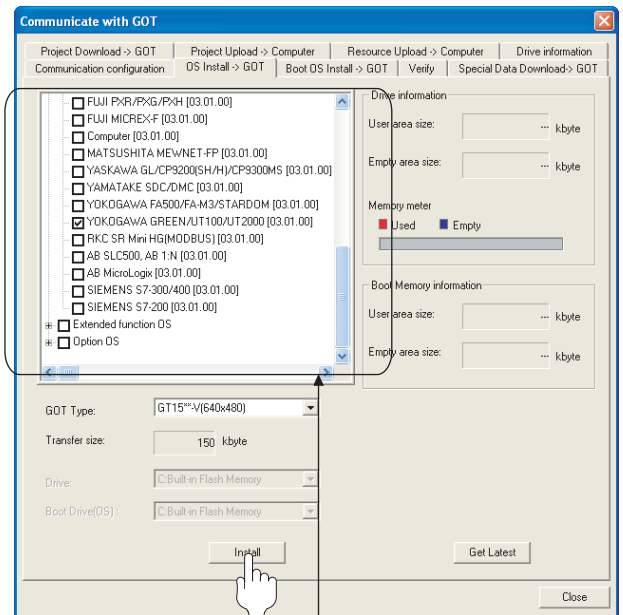 Communicate with GOT
Project Download -> GOT
Project Upload -> Computer
Resource Upload -> Computer
Drive information
Communication configuration
OS Install -> GOT
Boot OS Install -> GOT
Verify
Special Data Download-> GOT
FUJI PXR/PXG/PXH [03.01.00]
FUJI MICREX-F [03.01.00]
Computer [03.01.00]
MATSUSHITA MEWNET-FP [03.01.00]
YASKAWA GL/CP9200(SH/H)/CP9300MS [03.01.00]
YAMATAKE SDC/DMC [03.01.00]
YOKOGAWA FA500/FA-M3/STARDOM [03.01.00]
YOKOGAWA GREEN/UT100/UT2000 [03.01.00]
RKC SR Mini HG(MODBUS) [03.01.00]
AB SLC500, AB 1:N [03.01.00]
AB MicroLogix [03.01.00]
SIEMENS S7-300/400 [03.01.00]
SIEMENS S7-200 [03.01.00]
Extended function OS
Option OS
Drive information
User area size: --- kbyte
Empty area size: --- kbyte
Memory meter
Used Empty
Boot Memory information
User area size: --- kbyte
Empty area size: --- kbyte
GOT Type: GT15**-V(640x480)
Transfer size: 150 kbyte
Drive: C:Built-in Flash Memory
Boot Drive(OS) : C:Built-in Flash Memory
Install
Get Latest
Close